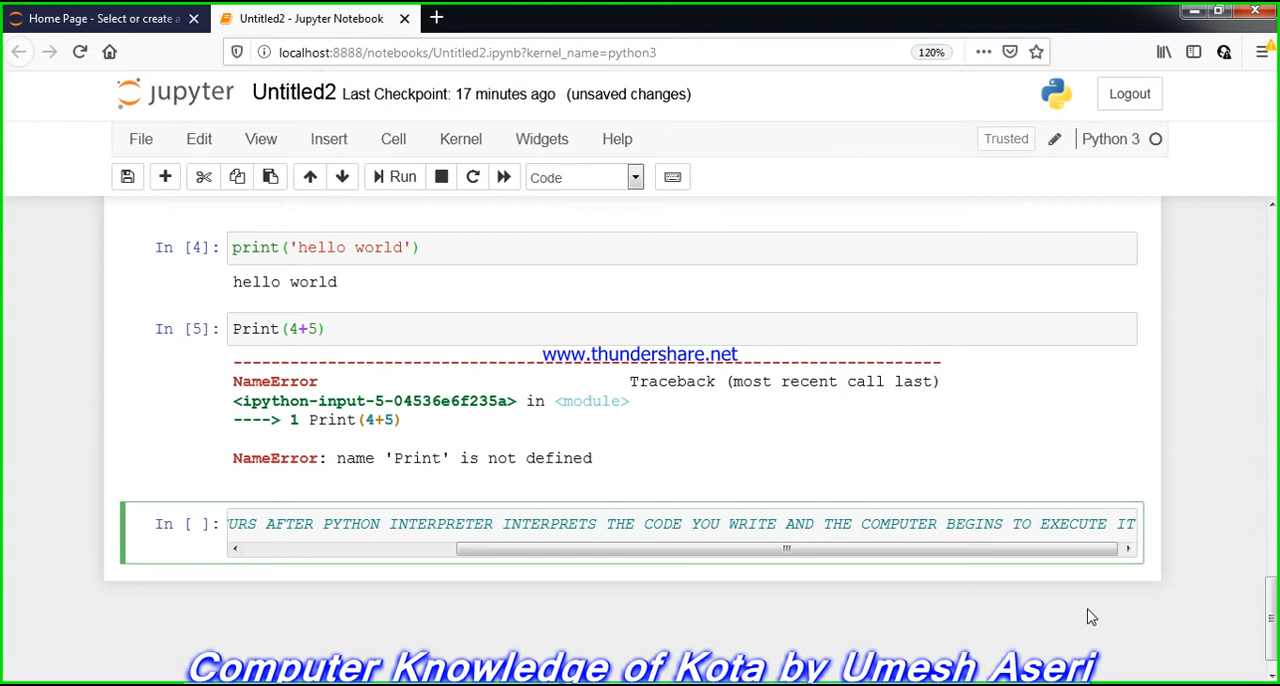 Home Page - Select or create a
Untitled2 - Jupyter Notebook
localhost:8888/notebooks/Untitled2.ipynb?kernel_name=python3
120%
jupyter Untitled2 Last Checkpoint: 17 minutes ago (unsaved changes)
Logout
File Edit View Insert Cell Kernel Widgets Help
Trusted
Python 3
Run
Code
In [4]: print('hello world')
hello world
In [5]: Print(4+5)
www.thundershare.net
---------------------------------------------------------------------------
NameError Traceback (most recent call last)
<ipython-input-5-04536e6f235a> in <module>
----> 1 Print(4+5)
NameError: name 'Print' is not defined
In [ ]: URS AFTER PYTHON INTERPRETER INTERPRETS THE CODE YOU WRITE AND THE COMPUTER BEGINS TO EXECUTE IT
Computer Knowledge of Kota by Umesh Aseri